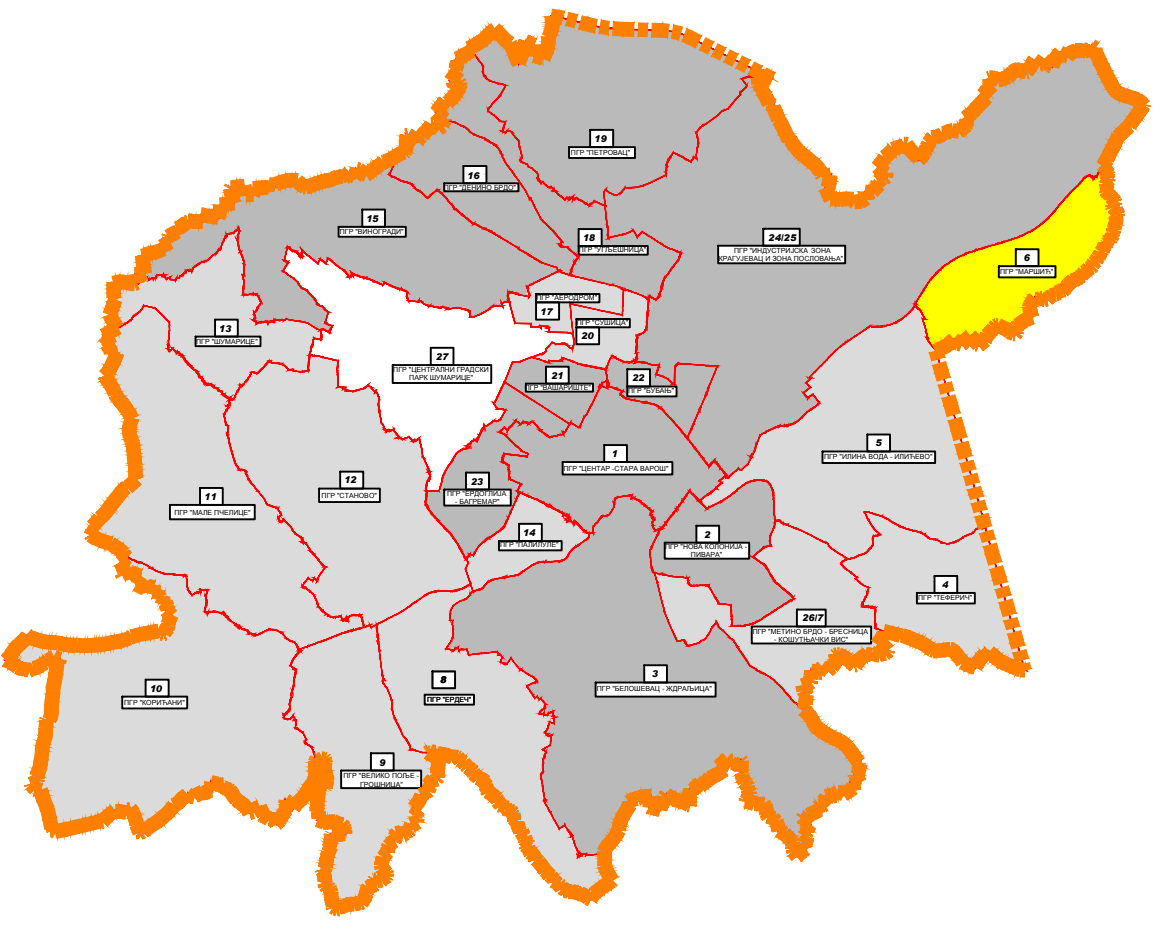 19
ПГР "ПЕТРОВАЦ"
16
ПГР "ДЕНИНО БРДО"
15
ПГР "ВИНОГРАДИ"
18
ПГР "УГЉЕШНИЦА"
24/25
ПГР "ИНДУСТРИЈСКА ЗОНА
КРАГУЈЕВАЦ И ЗОНА ПОСЛОВАЊА"
6
ПГР "МАРШИЋ"
ПГР "АЕРОДРОМ"
17
ПГР "СУШИЦА"
20
13
ПГР "ШУМАРИЦЕ"
27
ПГР "ЦЕНТРАЛНИ ГРАДСКИ
ПАРК ШУМАРИЦЕ"
21
ПГР "ВАШАРИШТЕ"
22
ПГР "БУБАЊ"
1
ПГР "ЦЕНТАР -СТАРА ВАРОШ"
5
ПГР "ИЛИНА ВОДА - ИЛИЋЕВО"
12
ПГР "СТАНОВО"
23
ПГР "ЕРДОГЛИЈА
- БАГРЕМАР"
11
ПГР "МАЛЕ ПЧЕЛИЦЕ"
14
ПГР "ПАЛИЛУЛЕ"
2
ПГР "НОВА КОЛОНИЈА -
ПИВАРА"
4
ПГР "ТЕФЕРИЧ"
26/7
ПГР "МЕТИНО БРДО - БРЕСНИЦА
- КОШУТЊАЧКИ ВИС"
3
ПГР "БЕЛОШЕВАЦ - ЖДРАЉИЦА"
8
ПГР "ЕРДЕЧ"
10
ПГР "КОРИЋАНИ"
9
ПГР "ВЕЛИКО ПОЉЕ -
ГРОШНИЦА"